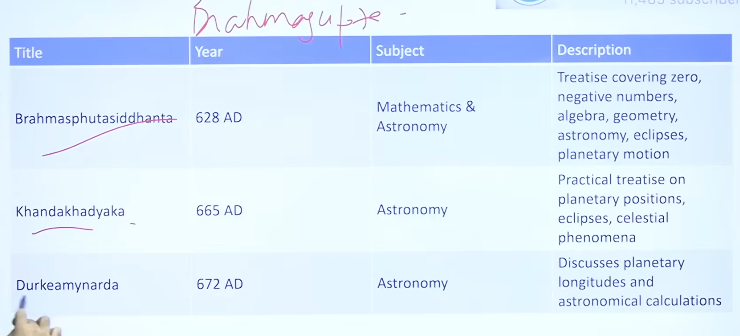 Brahmagupta -
Title Year Subject Description
Brahmasphutasiddhanta 628 AD Mathematics & Astronomy Treatise covering zero,
negative numbers,
algebra, geometry,
astronomy, eclipses,
planetary motion
Khandakhadyaka 665 AD Astronomy Practical treatise on
planetary positions,
eclipses, celestial
phenomena
Durkeamynarda 672 AD Astronomy Discusses planetary
longitudes and
astronomical calculations